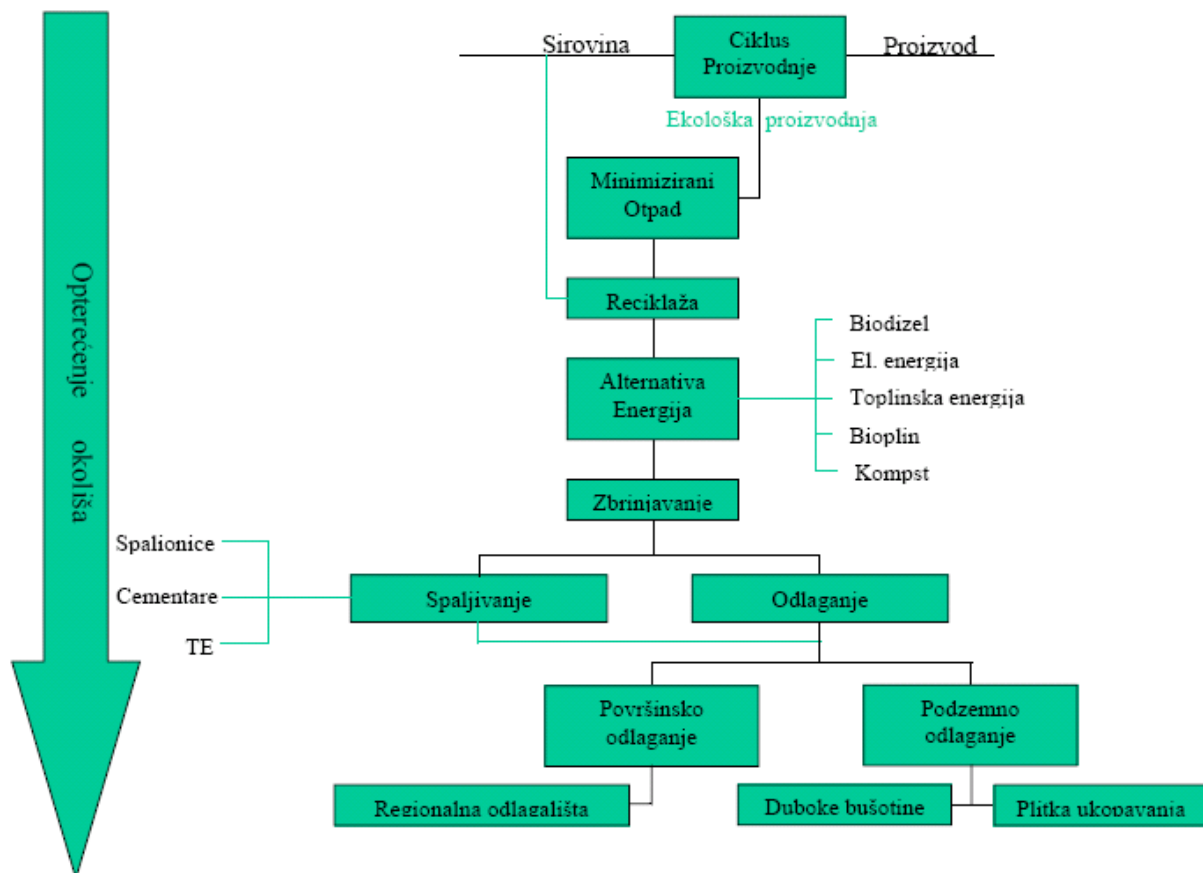 Sirovina
Ciklus
Proizvodnje
Proizvod
Ekološka proizvodnja
Minimizirani
Otpad
Reciklaža
Alternativa
Energija
Biodizel
El. energija
Toplinska energija
Bioplin
Kompst
Zbrinjavanje
Opterećenje okoliša
Spalionice
Cementare
TE
Spaljivanje
Odlaganje
Površinsko
odlaganje
Podzemno
odlaganje
Regionalna odlagališta
Duboke bušotine
Plitka ukopavanja